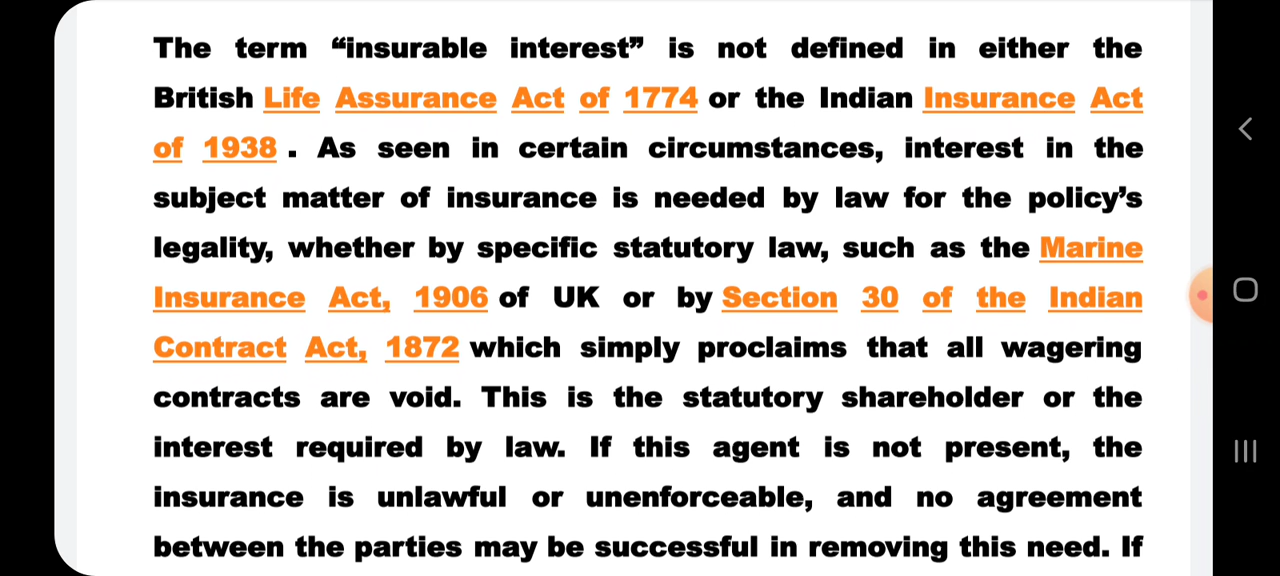 The term “insurable interest” is not defined in either the
British Life Assurance Act of 1774 or the Indian Insurance Act
of 1938 . As seen in certain circumstances, interest in the
subject matter of insurance is needed by law for the policy’s
legality, whether by specific statutory law, such as the Marine
Insurance Act, 1906 of UK or by Section 30 of the Indian
Contract Act, 1872 which simply proclaims that all wagering
contracts are void. This is the statutory shareholder or the
interest required by law. If this agent is not present, the
insurance is unlawful or unenforceable, and no agreement
between the parties may be successful in removing this need. If